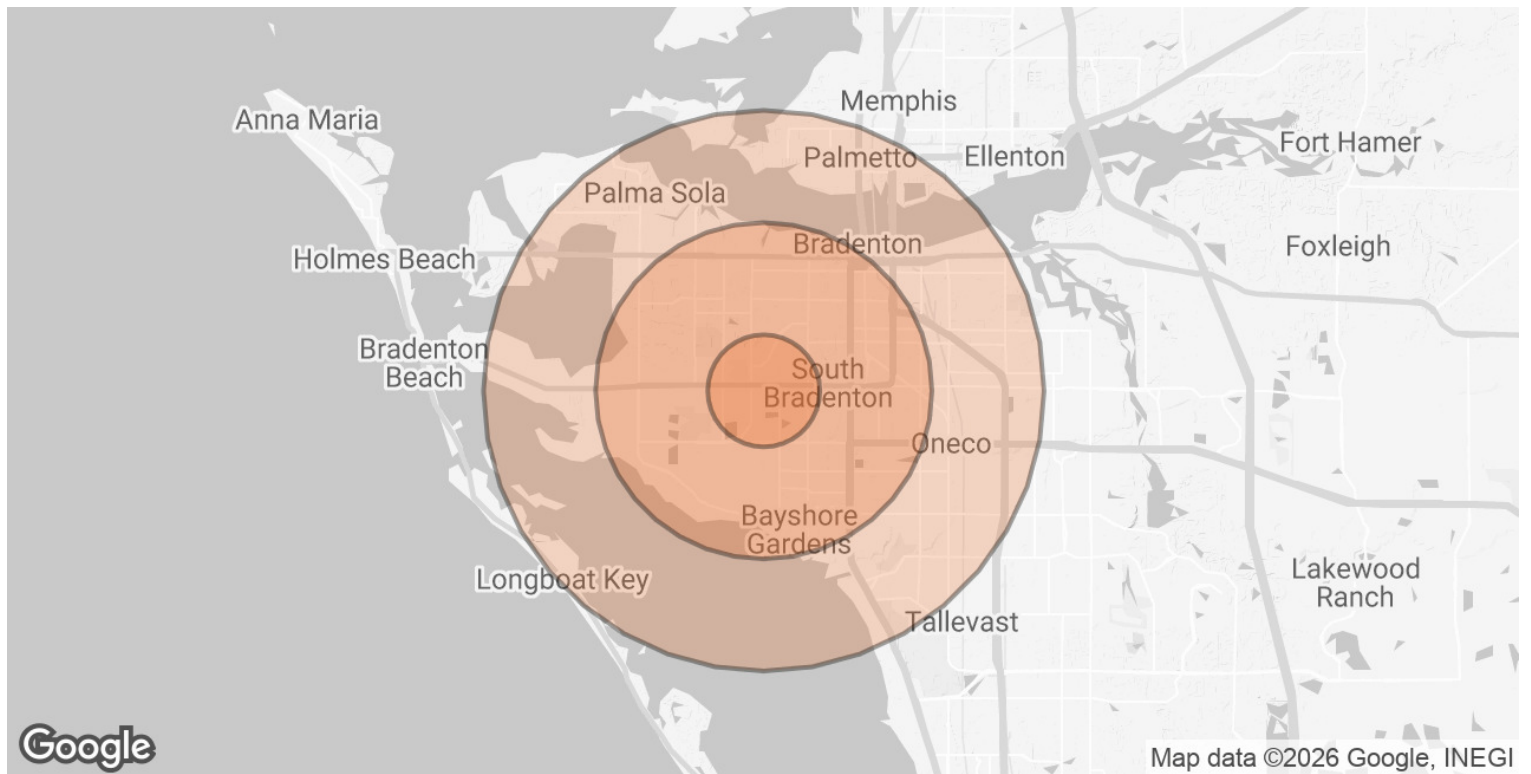 Memphis
Anna Maria
Fort Hamer
Palmetto
Ellenton
Palma Sola
Bradenton
Foxleigh
Holmes Beach
Bradenton
Beach
South
Bradenton
Oneco
Bayshore
Gardens
Longboat Key
Lakewood
Ranch
Tallevast
Google
Map data ©2026 Google, INEGI